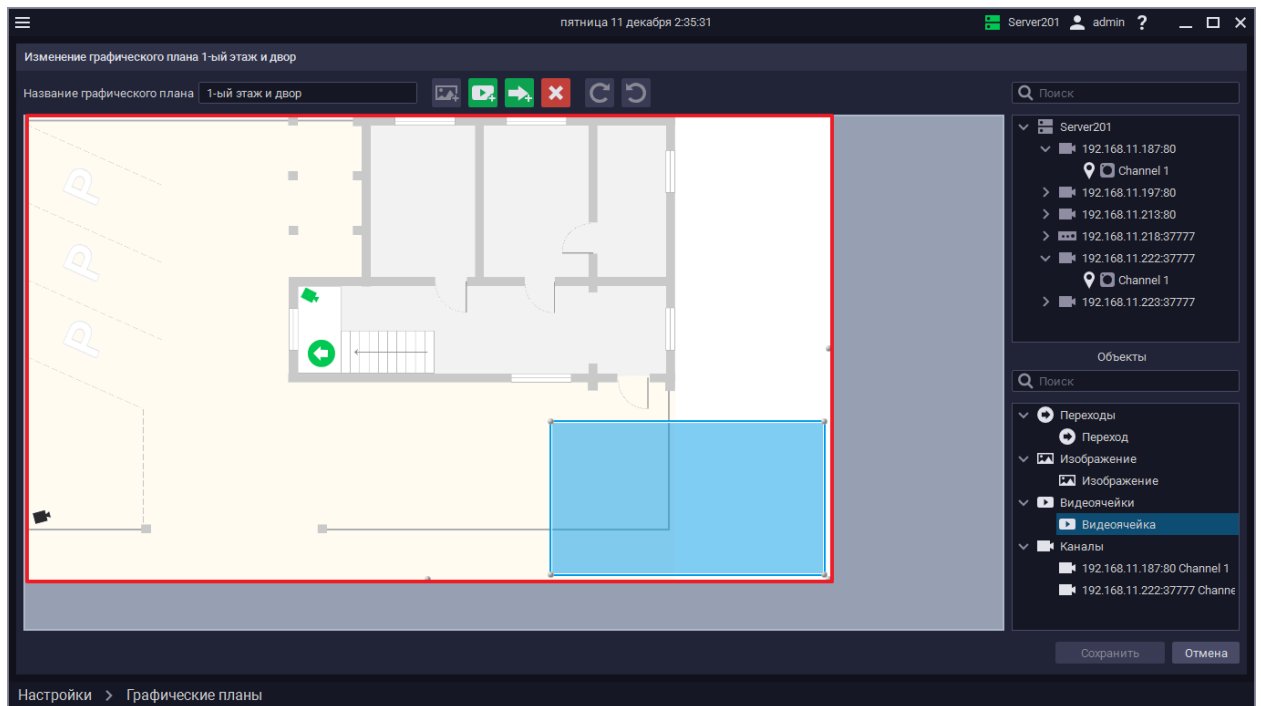 пятница 11 декабря 2:35:31
Server201 admin ?
Изменение графического плана 1-ый этаж и двор
Название графического плана 1-ый этаж и двор
P
P
P
Поиск
Server201
192.168.11.187:80
Channel 1
192.168.11.197:80
192.168.11.213:80
192.168.11.218:37777
192.168.11.222:37777
Channel 1
192.168.11.223:37777
Объекты
Поиск
Переходы
Переход
Изображение
Изображение
Видеоячейки
Видеоячейка
Каналы
192.168.11.187:80 Channel 1
192.168.11.222:37777 Channe
Сохранить Отмена
Настройки > Графические планы